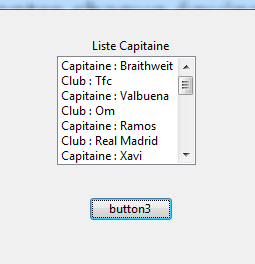 Liste Capitaine
Capitaine : Braithweit
Club : Tfc
Capitaine : Valbuena
Club : Om
Capitaine : Ramos
Club : Real Madrid
Capitaine : Xavi
button3